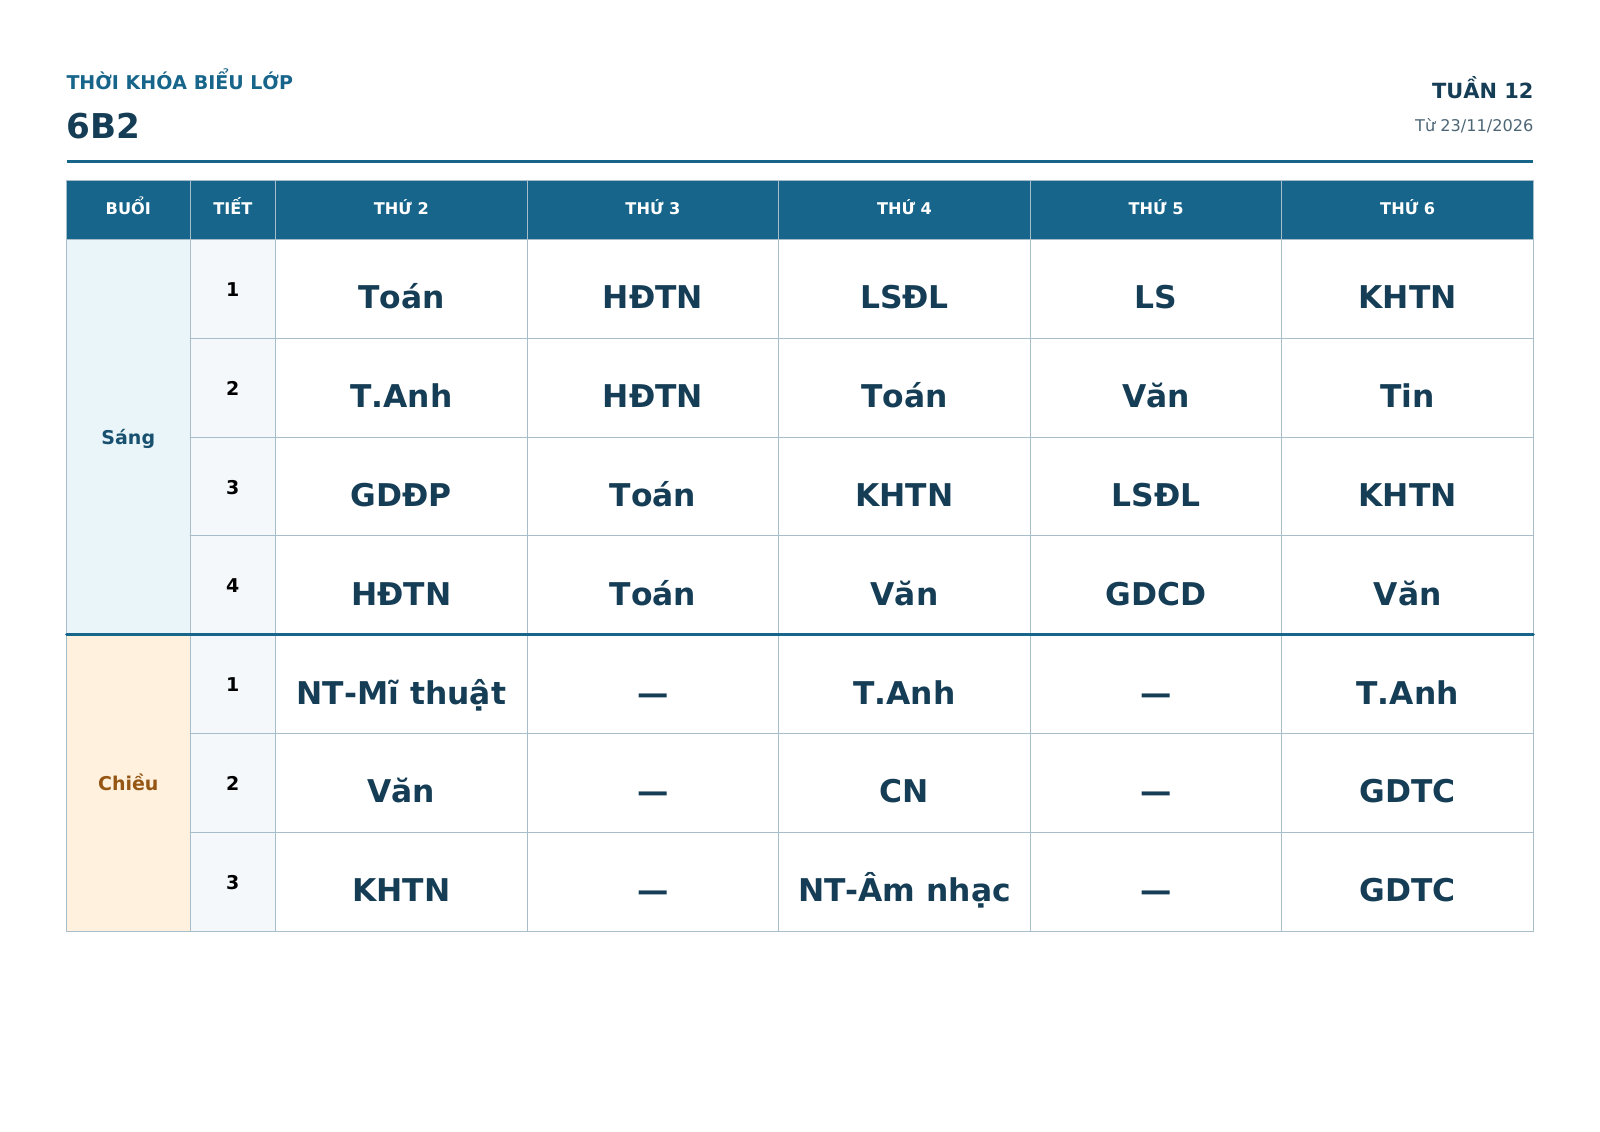 THỜI KHÓA BIỂU LỚP
6B2
TUẦN 12
Từ 23/11/2026
BUỔI TIẾT THỨ 2 THỨ 3 THỨ 4 THỨ 5 THỨ 6
Sáng
1 Toán HĐTN LSĐL LS KHTN
2 T.Anh HĐTN Toán Văn Tin
3 GDĐP Toán KHTN LSĐL KHTN
4 HĐTN Toán Văn GDCD Văn
Chiều
1 NT-Mĩ thuật — T.Anh — T.Anh
2 Văn — CN — GDTC
3 KHTN — NT-Âm nhạc — GDTC